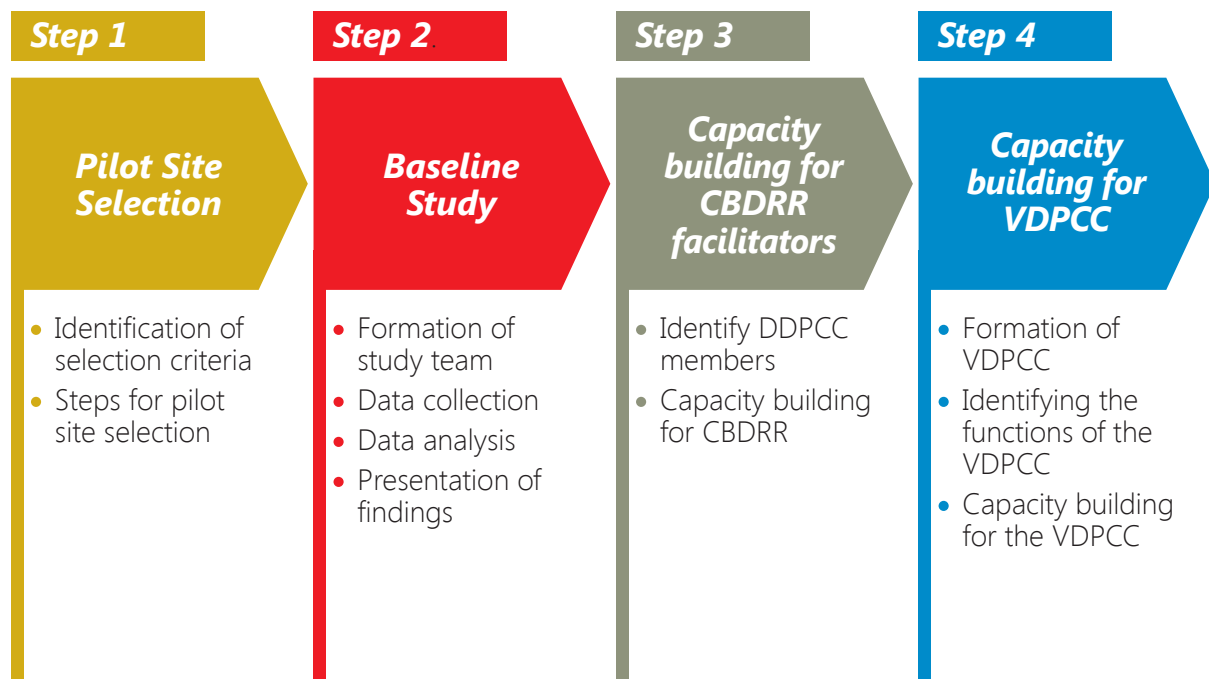 Step 1
Pilot Site
Selection
• Identification of
selection criteria
• Steps for pilot
site selection
Step 2.
Baseline
Study
• Formation of
study team
• Data collection
• Data analysis
• Presentation of
findings
Step 3
Capacity
building for
CBDRR
facilitators
• Identify DDPCC
members
• Capacity building
for CBDRR
Step 4
Capacity
building for
VDPCC
• Formation of
VDPCC
• Identifying the
functions of the
VDPCC
• Capacity building
for the VDPCC